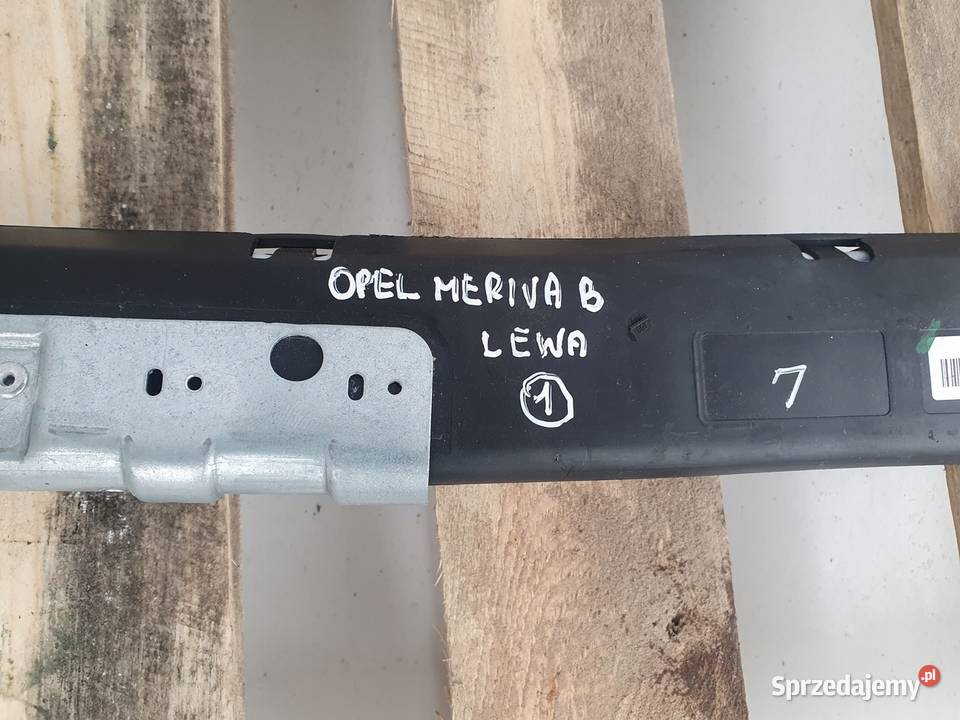 OPEL MERIVA B
LEWA
1
7
Sprzedajemy.pl